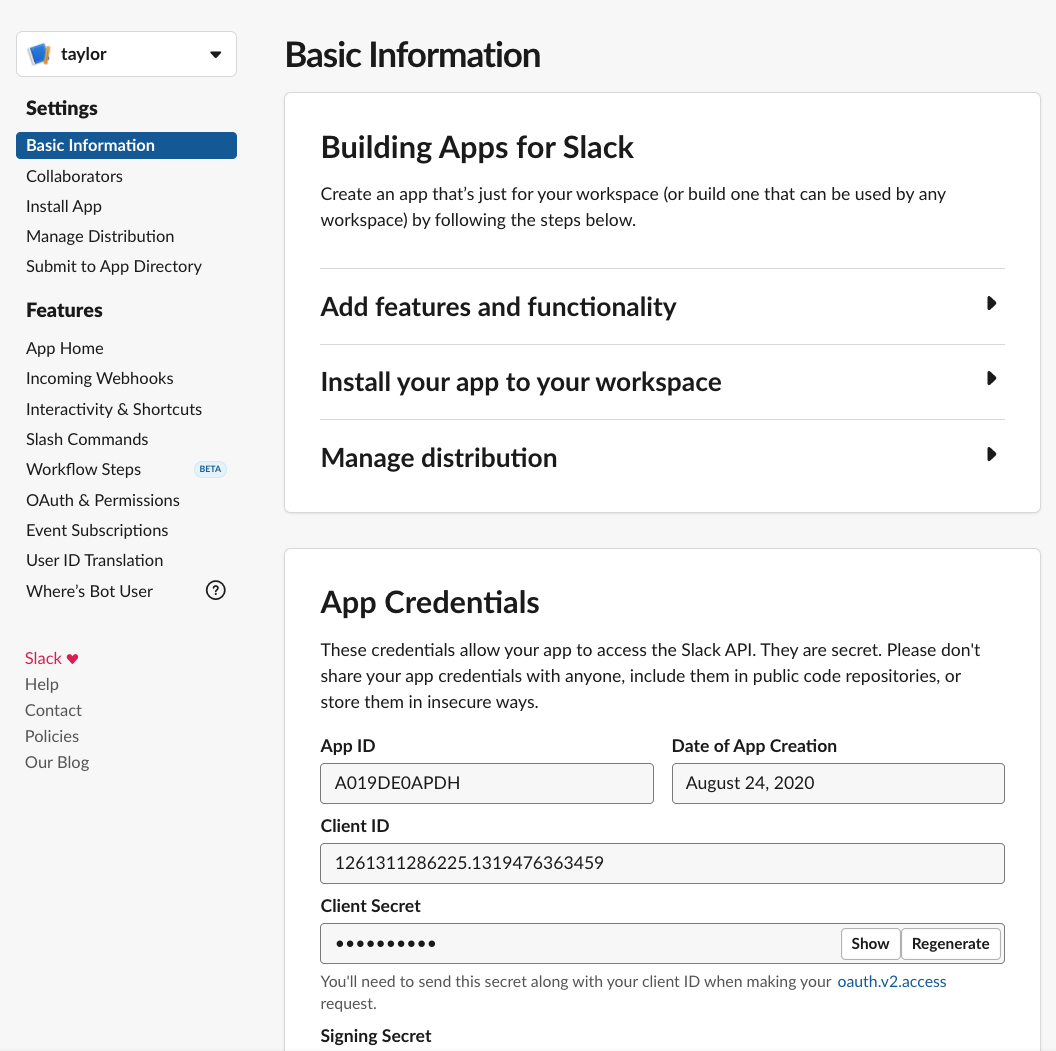 taylor
Settings
Basic Information
Collaborators
Install App
Manage Distribution
Submit to App Directory
Features
App Home
Incoming Webhooks
Interactivity & Shortcuts
Slash Commands
Workflow Steps BETA
OAuth & Permissions
Event Subscriptions
User ID Translation
Where’s Bot User ?
Slack ♥
Help
Contact
Policies
Our Blog
Basic Information
Building Apps for Slack
Create an app that’s just for your workspace (or build one that can be used by any
workspace) by following the steps below.
Add features and functionality
Install your app to your workspace
Manage distribution
App Credentials
These credentials allow your app to access the Slack API. They are secret. Please don't
share your app credentials with anyone, include them in public code repositories, or
store them in insecure ways.
App ID Date of App Creation
A019DE0APDH August 24, 2020
Client ID
1261311286225.1319476363459
Client Secret
•••••••••• Show Regenerate
You'll need to send this secret along with your client ID when making your oauth.v2.access
request.
Signing Secret